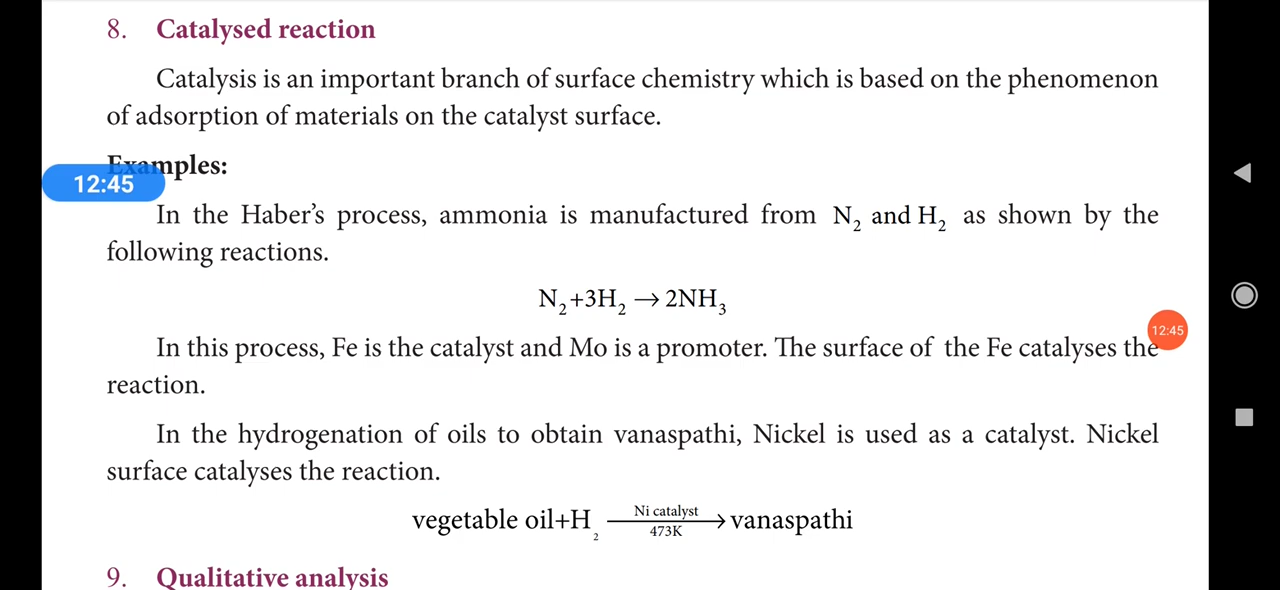 8. Catalysed reaction
Catalysis is an important branch of surface chemistry which is based on the phenomenon
of adsorption of materials on the catalyst surface.
Examples:
12:45
In the Haber's process, ammonia is manufactured from N₂ and H₂ as shown by the
following reactions.
N₂+3H₂ → 2NH₃
12:45
In this process, Fe is the catalyst and Mo is a promoter. The surface of the Fe catalyses the
reaction.
In the hydrogenation of oils to obtain vanaspathi, Nickel is used as a catalyst. Nickel
surface catalyses the reaction.
vegetable oil+H₂ Ni catalyst → 473K vanaspathi
9. Qualitative analysis